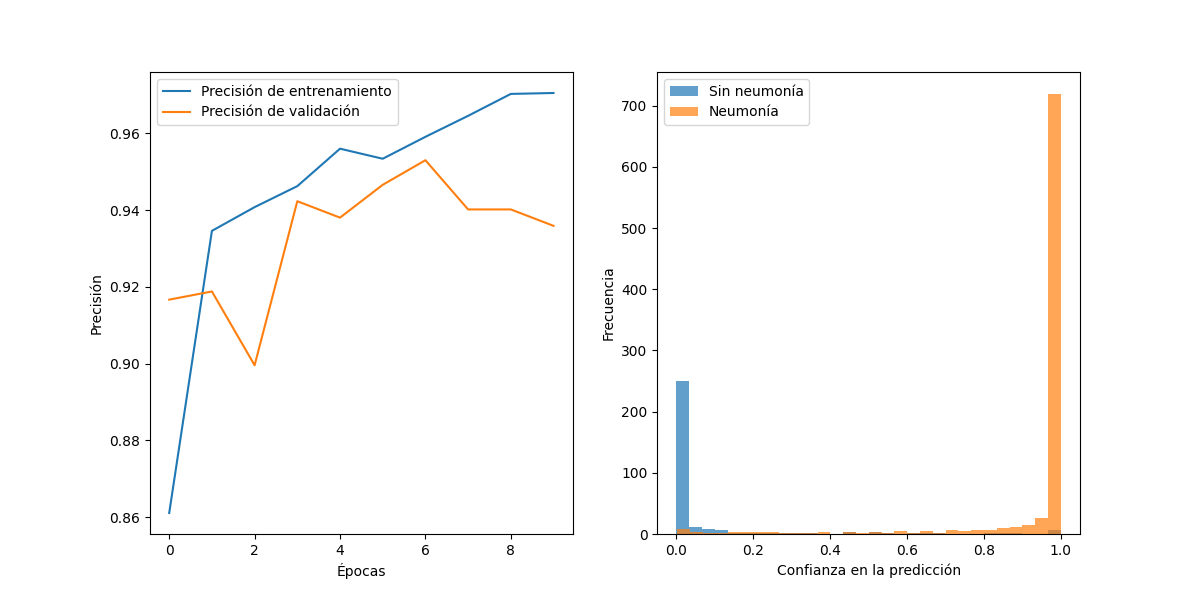 Precisión de entrenamiento
Precisión de validación
0.96
0.94
0.92
0.90
0.88
0.86
Precisión
0 2 4 6 8
Épocas
Sin neumonía
Neumonía
700
600
500
400
300
200
100
0
Frecuencia
0.0 0.2 0.4 0.6 0.8 1.0
Confianza en la predicción